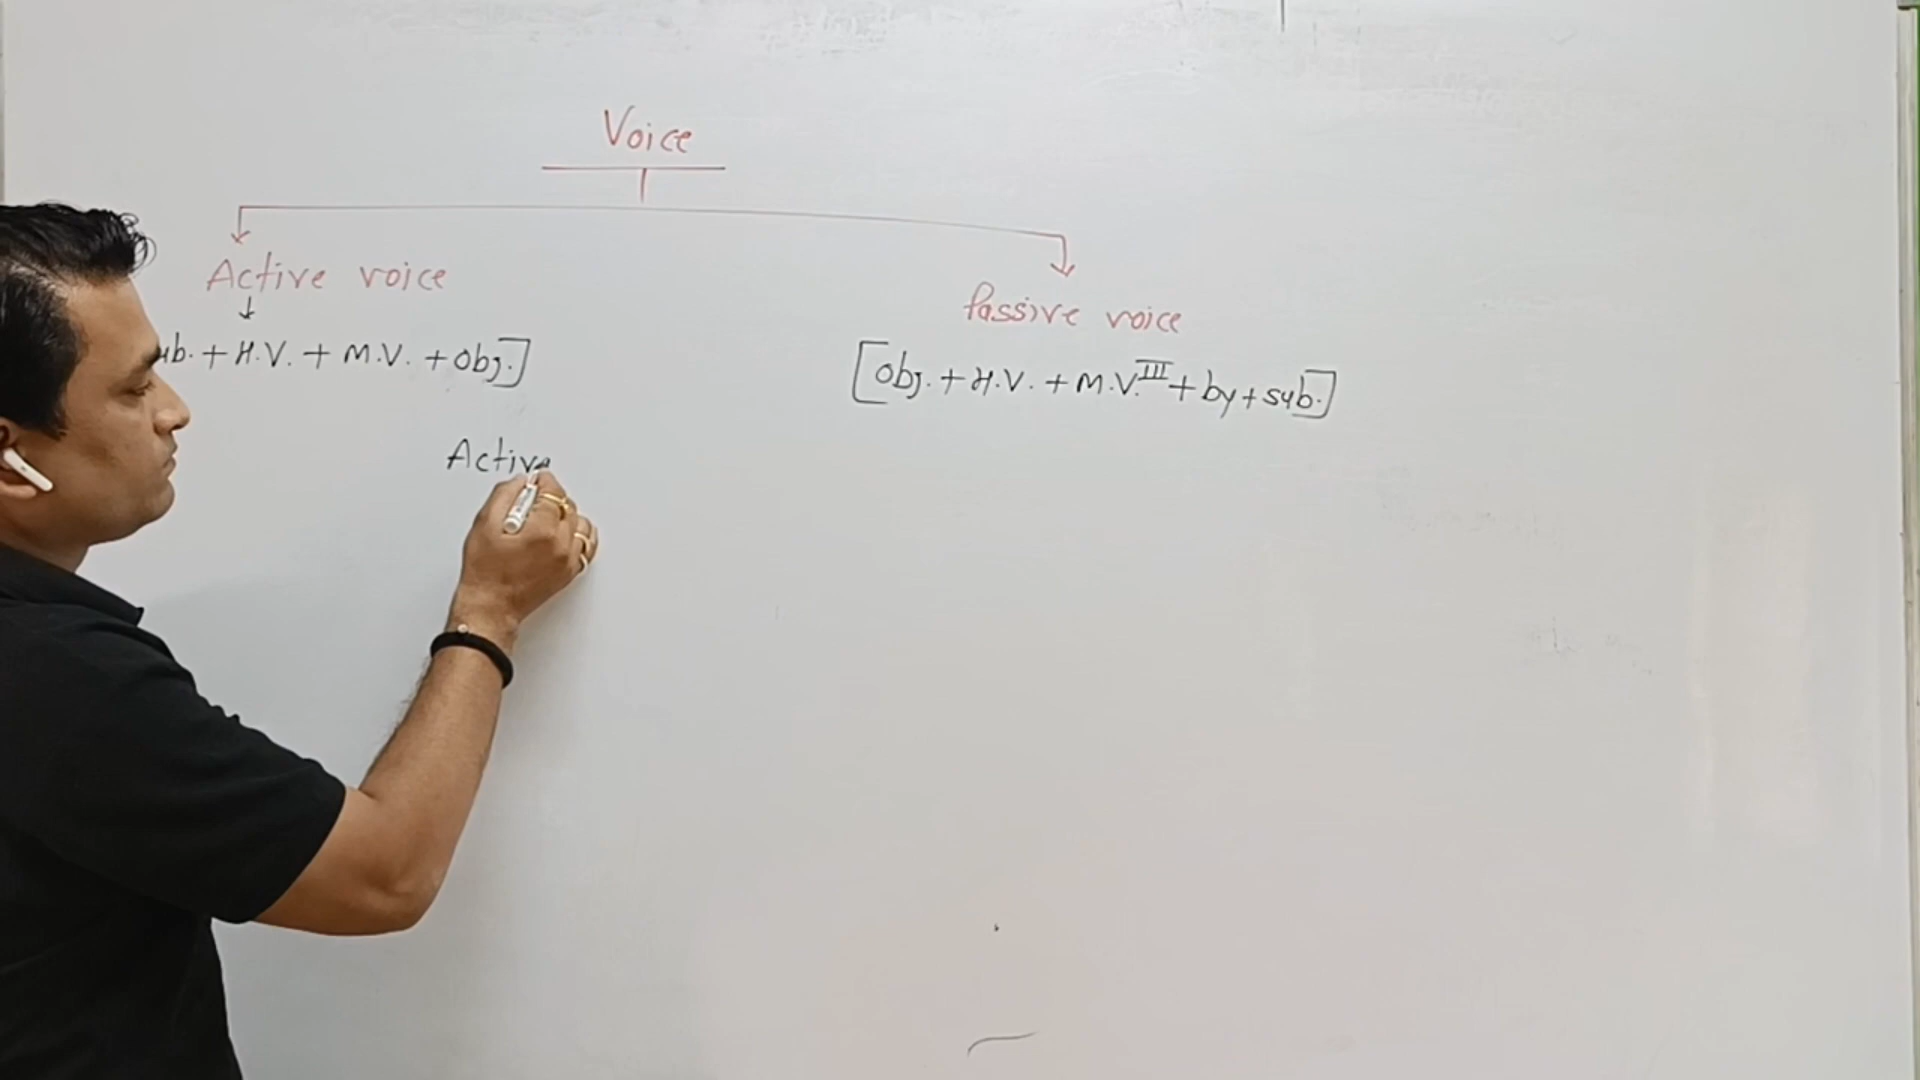 Voice
Active voice
Passive voice
ub. + H.V. + M.V. + Obj.]
[Obj. + H.V. + M.V.III + by + sub.]
Active